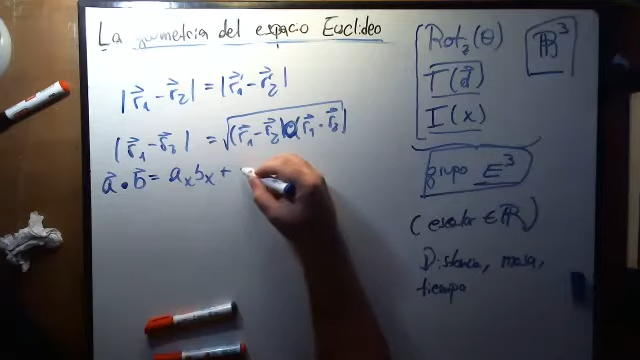 La geometría del espacio Euclídeo
|r⃗₁ - r⃗₂| = |r⃗'₁ - r⃗'₂|
|r⃗₁ - r⃗₂| = √(r⃗₁ - r⃗₂)·(r⃗₁ - r⃗₂)
a⃗ · b⃗ = aₓbₓ +
Rot_z(θ)
T(d⃗)
I(x)
ℝ³
grupo E³
(escalar ∈ ℝ)
Distancia, masa,
tiempo